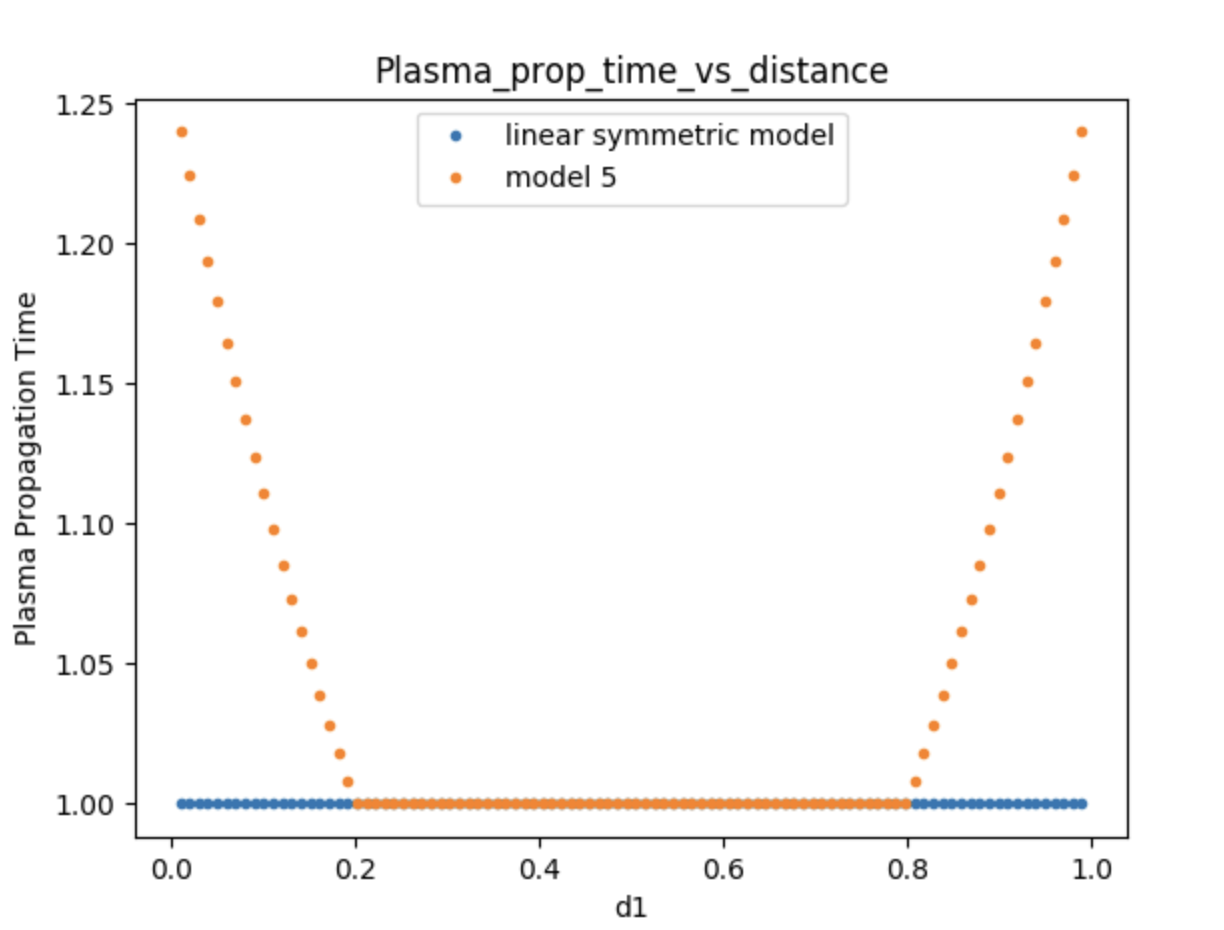 Plasma_prop_time_vs_distance
1.25
1.20
1.15
1.10
1.05
1.00
Plasma Propagation Time
linear symmetric model
model 5
0.0 0.2 0.4 0.6 0.8 1.0
d1